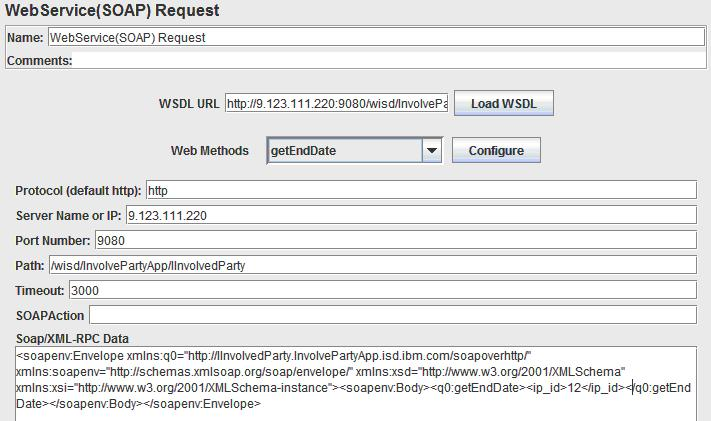 WebService(SOAP) Request
Name: WebService(SOAP) Request
Comments:
WSDL URL http://9.123.111.220:9080/wisd/InvolvePa Load WSDL
Web Methods getEndDate Configure
Protocol (default http): http
Server Name or IP: 9.123.111.220
Port Number: 9080
Path: /wisd/InvolvePartyApp/IInvolvedParty
Timeout: 3000
SOAPAction
Soap/XML-RPC Data
<soapenv:Envelope xmlns:q0="http://IInvolvedParty.InvolvePartyApp.isd.ibm.com/soapoverhttp/"
xmlns:soapenv="http://schemas.xmlsoap.org/soap/envelope/" xmlns:xsd="http://www.w3.org/2001/XMLSchema"
xmlns:xsi="http://www.w3.org/2001/XMLSchema-instance"><soapenv:Body><q0:getEndDate><ip_id>12</ip_id></q0:getEnd
Date></soapenv:Body></soapenv:Envelope>